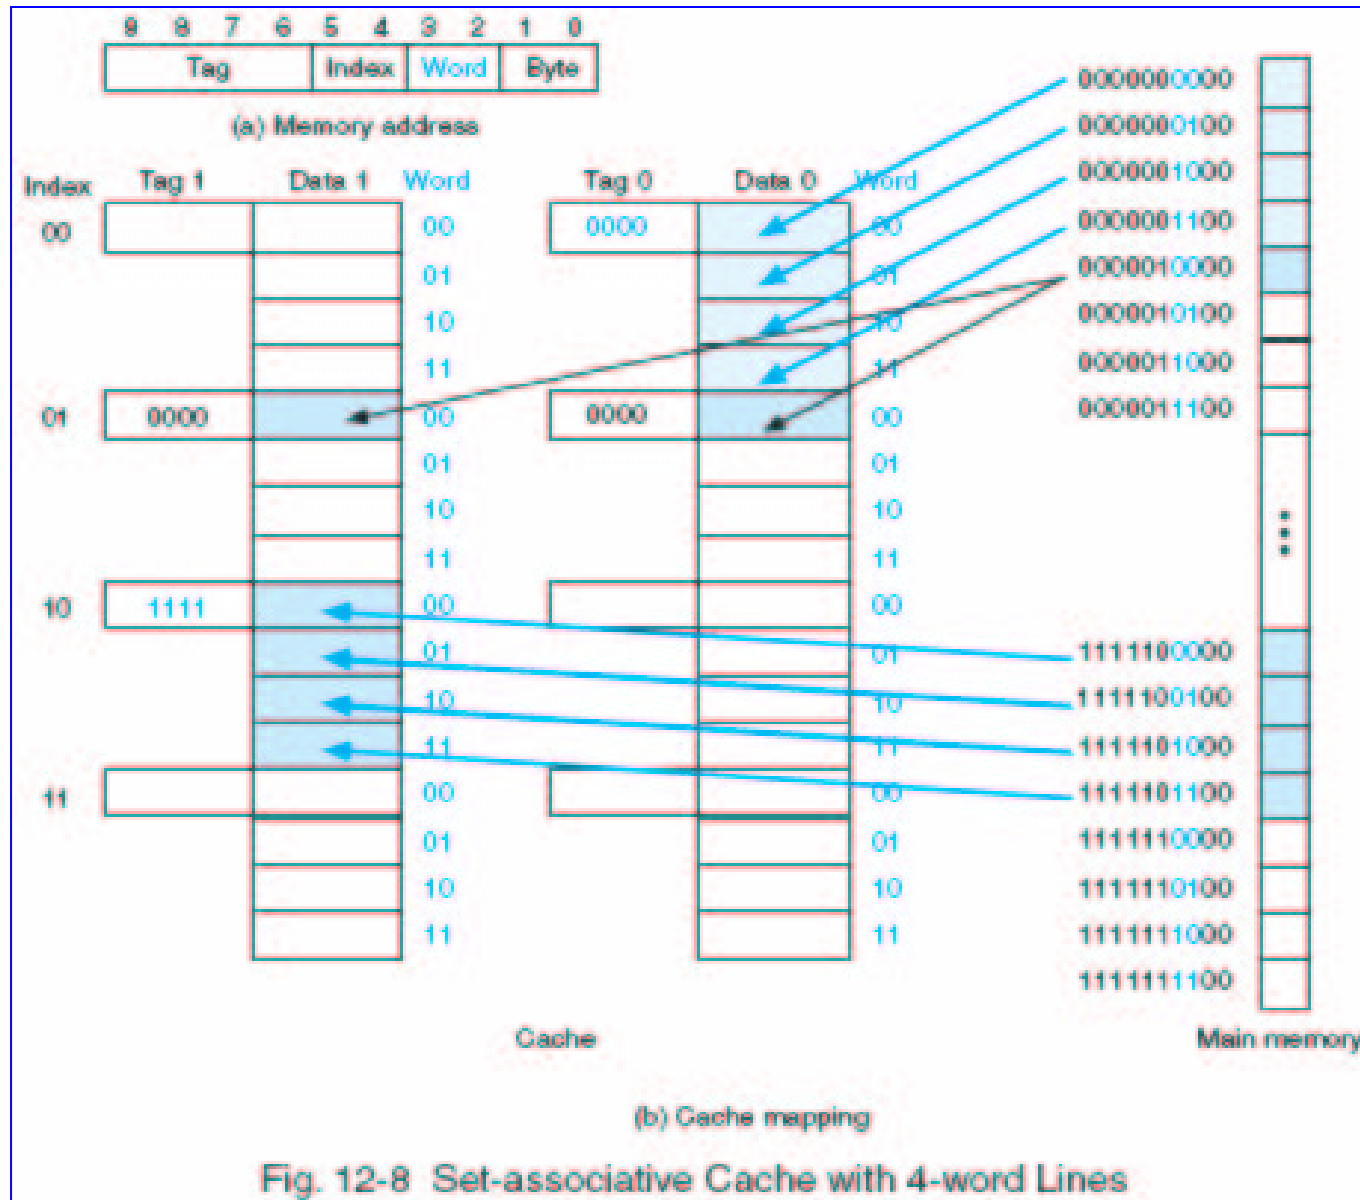 9 8 7 6 5 4 3 2 1 0
Tag Index Word Byte
(a) Memory address
Index Tag 1 Data 1 Word Tag 0 Data 0 Word
00 00 0000 00
01 01
10 10
11 11
01 0000 00 0000 00
01 01
10 10
11 11
10 1111 00 00
01 01
10 10
11 11
11 00 00
01 01
10 10
11 11
0000000000
0000000100
0000001000
0000001100
0000010000
0000010100
0000011000
0000011100
1111100000
1111100100
1111101000
1111101100
1111110000
1111110100
1111111000
1111111100
Cache
Main memory
(b) Cache mapping
Fig. 12-8 Set-associative Cache with 4-word Lines